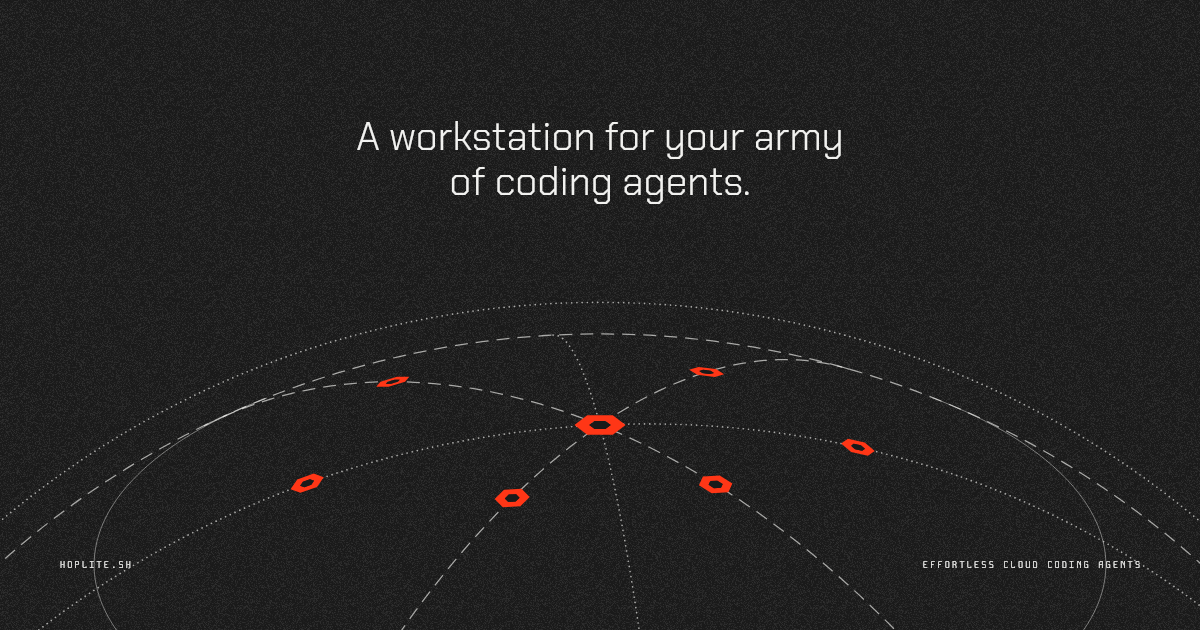 A workstation for your army
of coding agents.
HOPLITE.SH
EFFORTLESS CLOUD CODING AGENTS